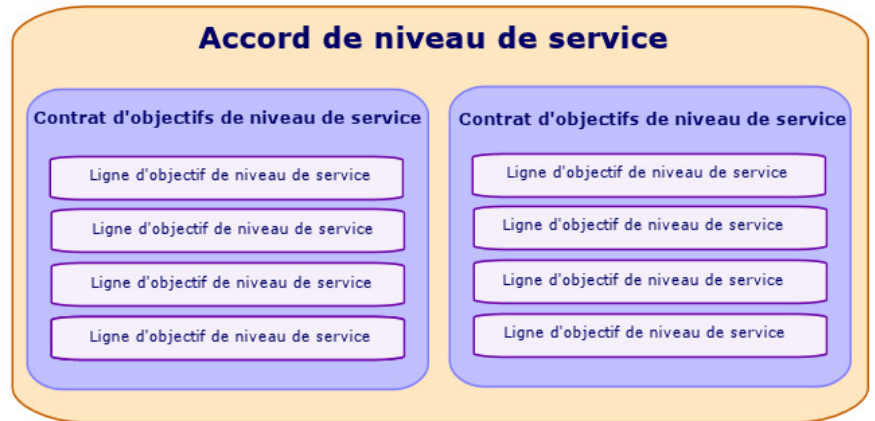 Accord de niveau de service
Contrat d'objectifs de niveau de service
Ligne d'objectif de niveau de service
Ligne d'objectif de niveau de service
Ligne d'objectif de niveau de service
Ligne d'objectif de niveau de service
Contrat d'objectifs de niveau de service
Ligne d'objectif de niveau de service
Ligne d'objectif de niveau de service
Ligne d'objectif de niveau de service
Ligne d'objectif de niveau de service